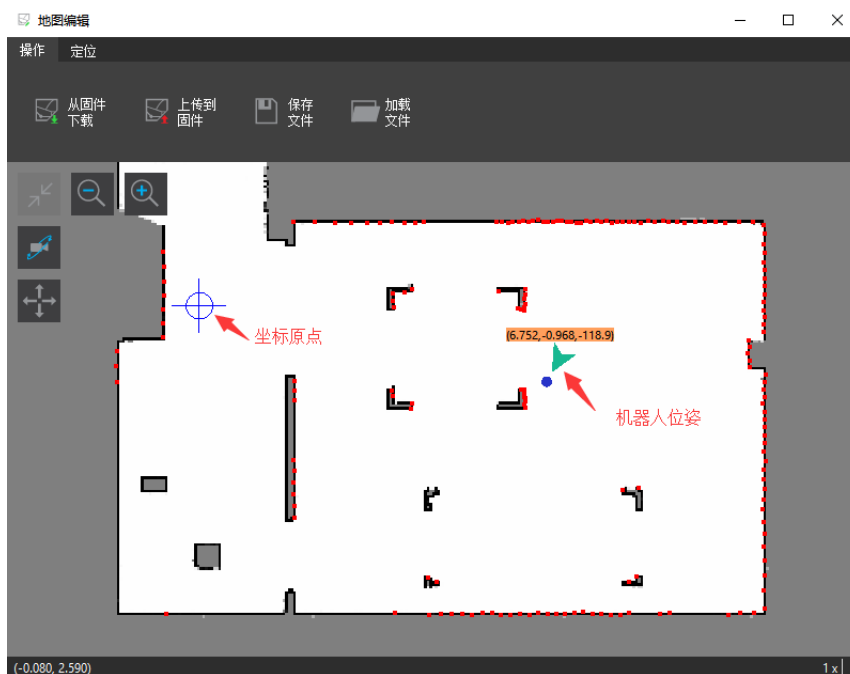 地图编辑
操作 定位
从固件
下载
上传到
固件
保存
文件
加载
文件
坐标原点
(6.752,-0.968,-118.9)
机器人位姿
(-0.080, 2.590)
1 x